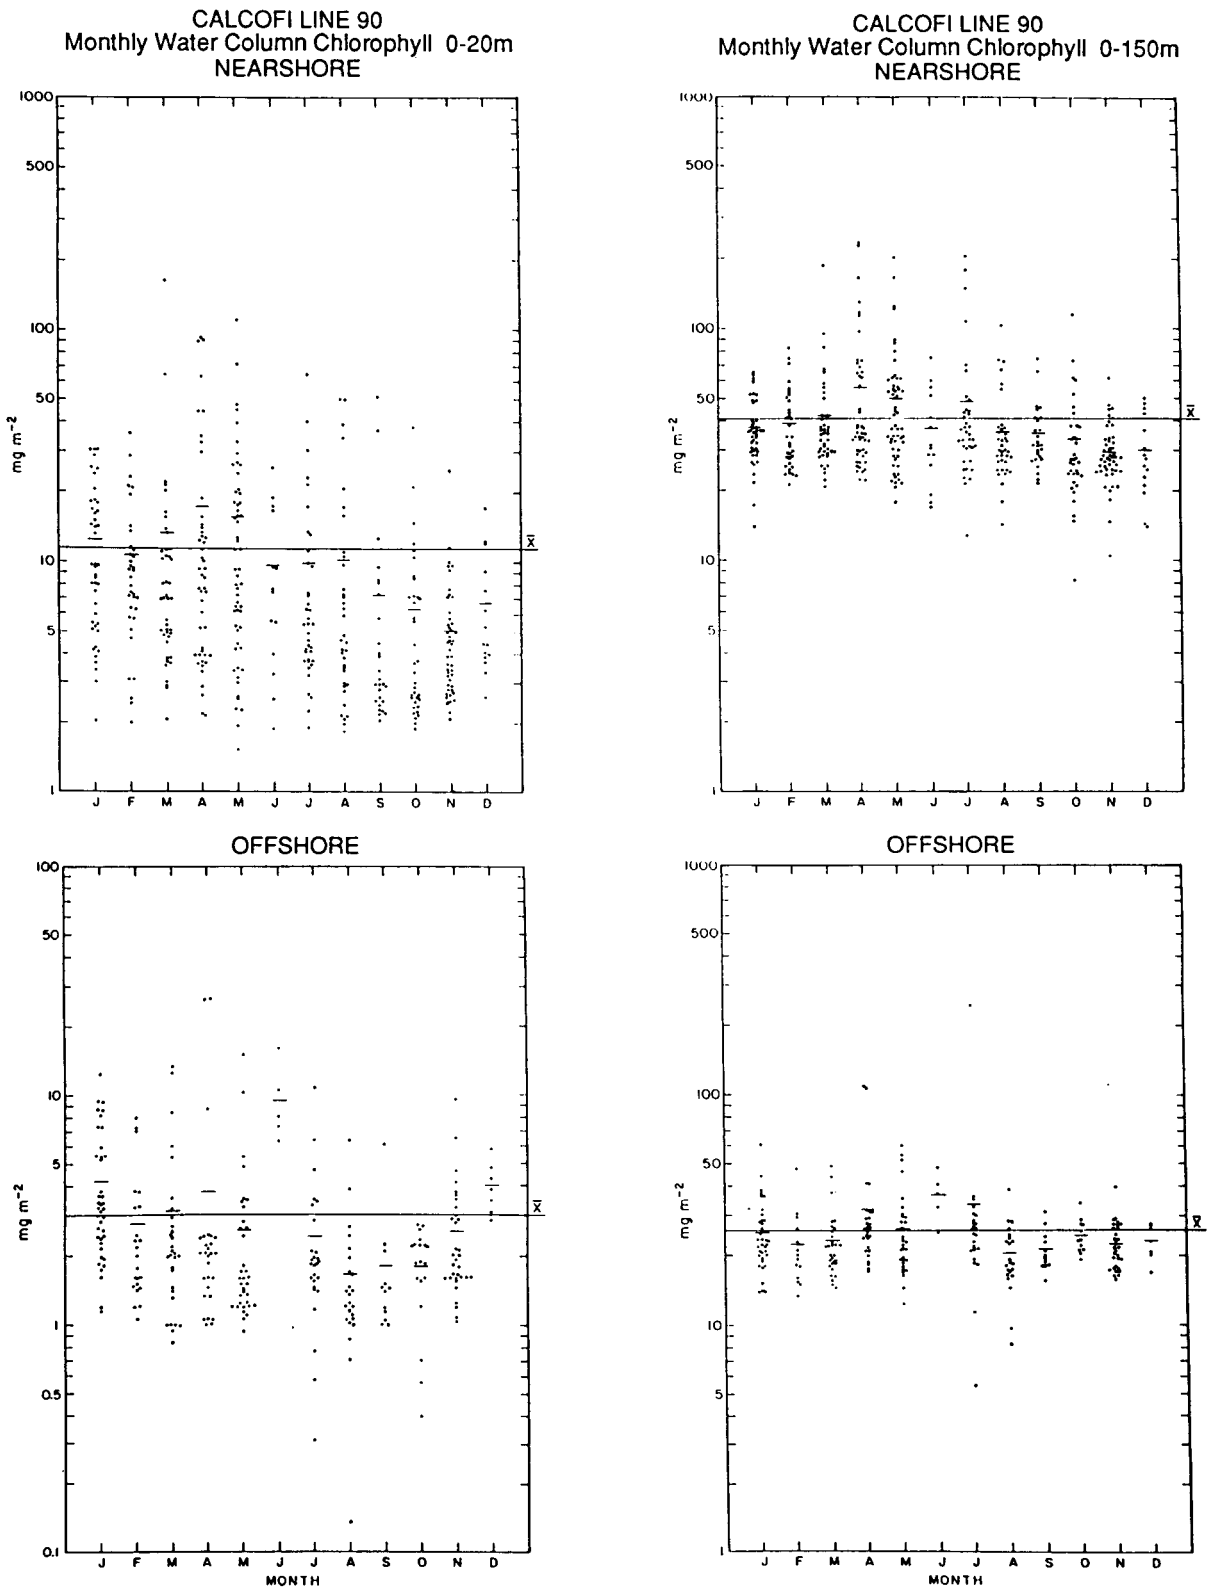 CALCOFI LINE 90
Monthly Water Column Chlorophyll 0-20m
NEARSHORE
1000
500
100
50
10
5
1
mg m-2
x̄
J F M A M J J A S O N D
OFFSHORE
100
50
10
5
1
0.5
0.1
mg m-2
x̄
J F M A M J J A S O N D
MONTH
CALCOFI LINE 90
Monthly Water Column Chlorophyll 0-150m
NEARSHORE
1000
500
100
50
10
5
1
mg m-2
x̄
J F M A M J J A S O N D
OFFSHORE
1000
500
100
50
10
5
1
mg m-2
x̄
J F M A M J J A S O N D
MONTH